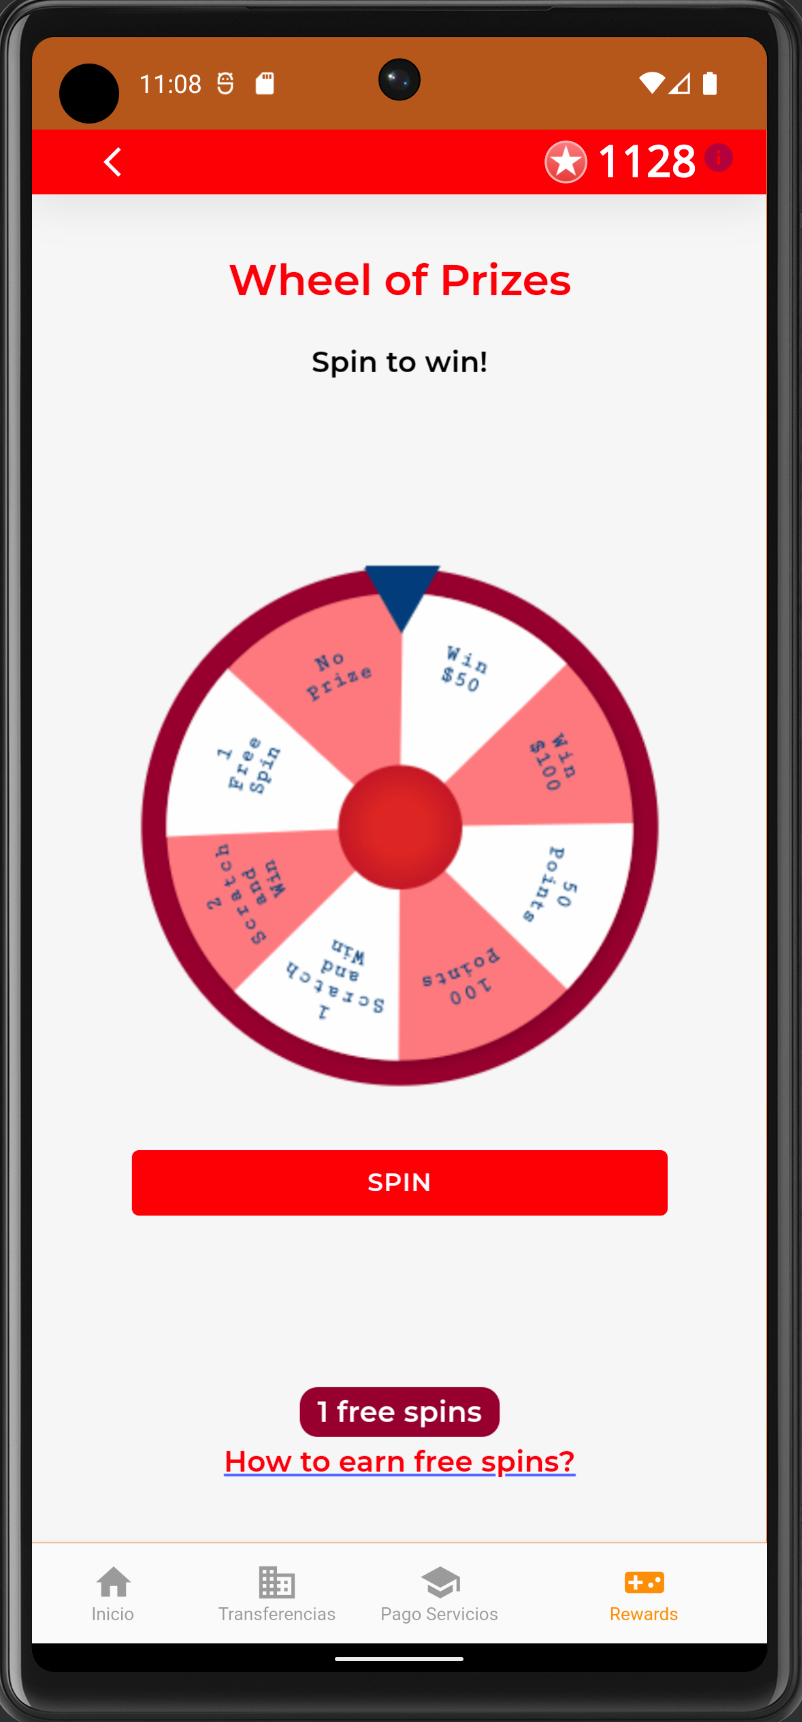 11:08
1128
Wheel of Prizes
Spin to win!
No
Prize
Win
$50
Win
$100
50
Points
100
Points
1
Scratch
and
Win
2
Scratch
and
Win
1
Free
Spin
SPIN
1 free spins
How to earn free spins?
Inicio
Transferencias
Pago Servicios
Rewards